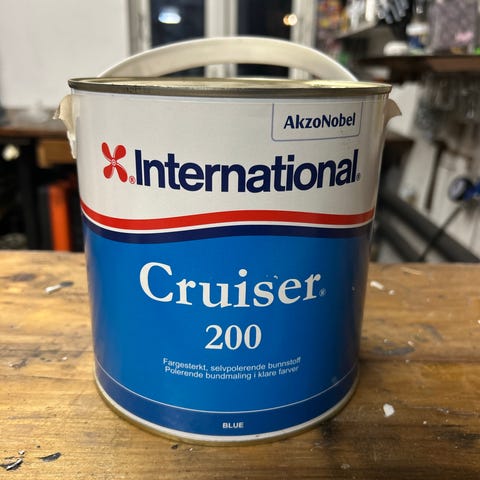 AkzoNobel
International®
Cruiser®
200
Fargesterkt, selvpolerende bunnstoff
Polerende bundmaling i klare farver
BLUE